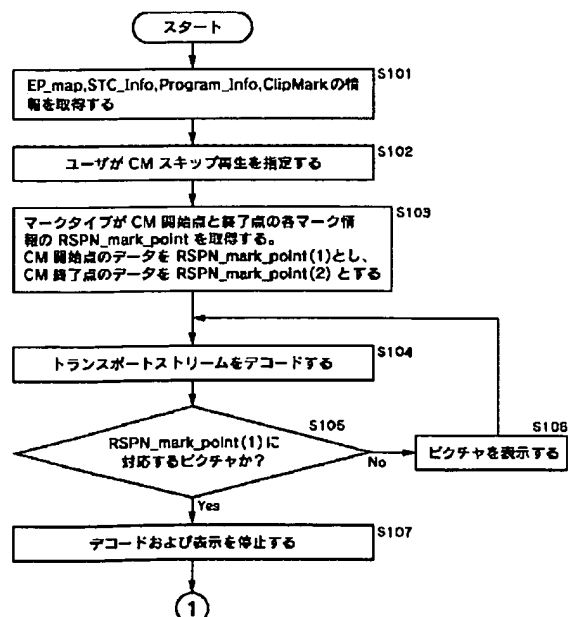 スタート
S101
EP_map,STC_Info,Program_Info,ClipMarkの情
報を取得する
S102
ユーザが CM スキップ再生を指定する
S103
マークタイプが CM 開始点と終了点の各マーク情
報の RSPN_mark_point を取得する。
CM 開始点のデータを RSPN_mark_point(1)とし、
CM 終了点のデータを RSPN_mark_point(2) とする
S104
トランスポートストリームをデコードする
S105
RSPN_mark_point(1)に
対応するピクチャか?
No
S106
ピクチャを表示する
Yes
S107
デコードおよび表示を停止する
1